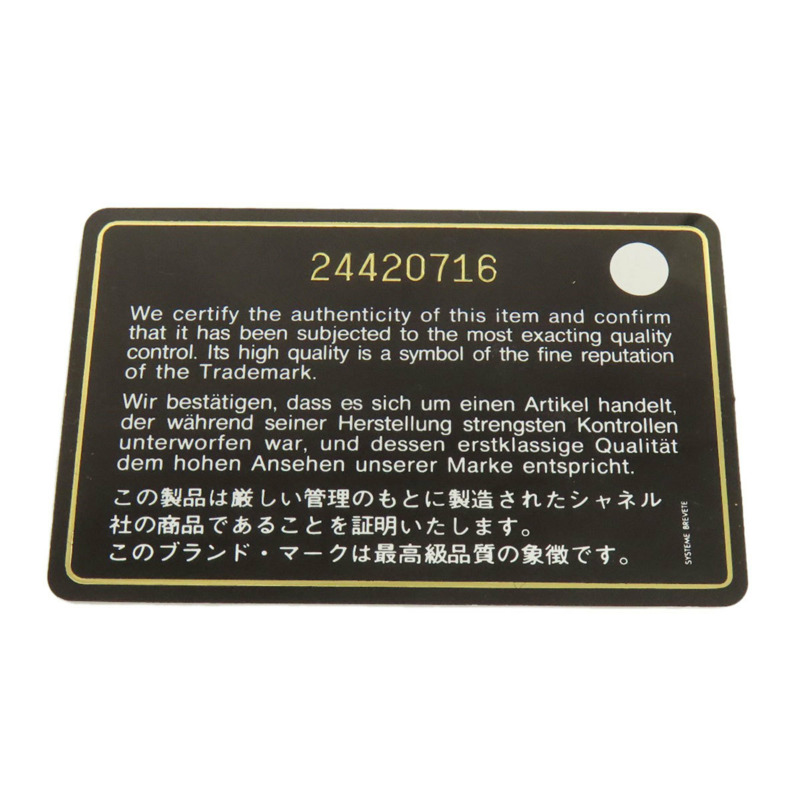 24420716
We certify the authenticity of this item and confirm
that it has been subjected to the most exacting quality
control. Its high quality is a symbol of the fine reputation
of the Trademark.
Wir bestätigen, dass es sich um einen Artikel handelt,
der während seiner Herstellung strengsten Kontrollen
unterworfen war, und dessen erstklassige Qualität
dem hohen Ansehen unserer Marke entspricht.
この製品は厳しい管理のもとに製造されたシャネル
社の商品であることを証明いたします。
このブランド・マークは最高級品質の象徴です。
SYSTEME BREVETE